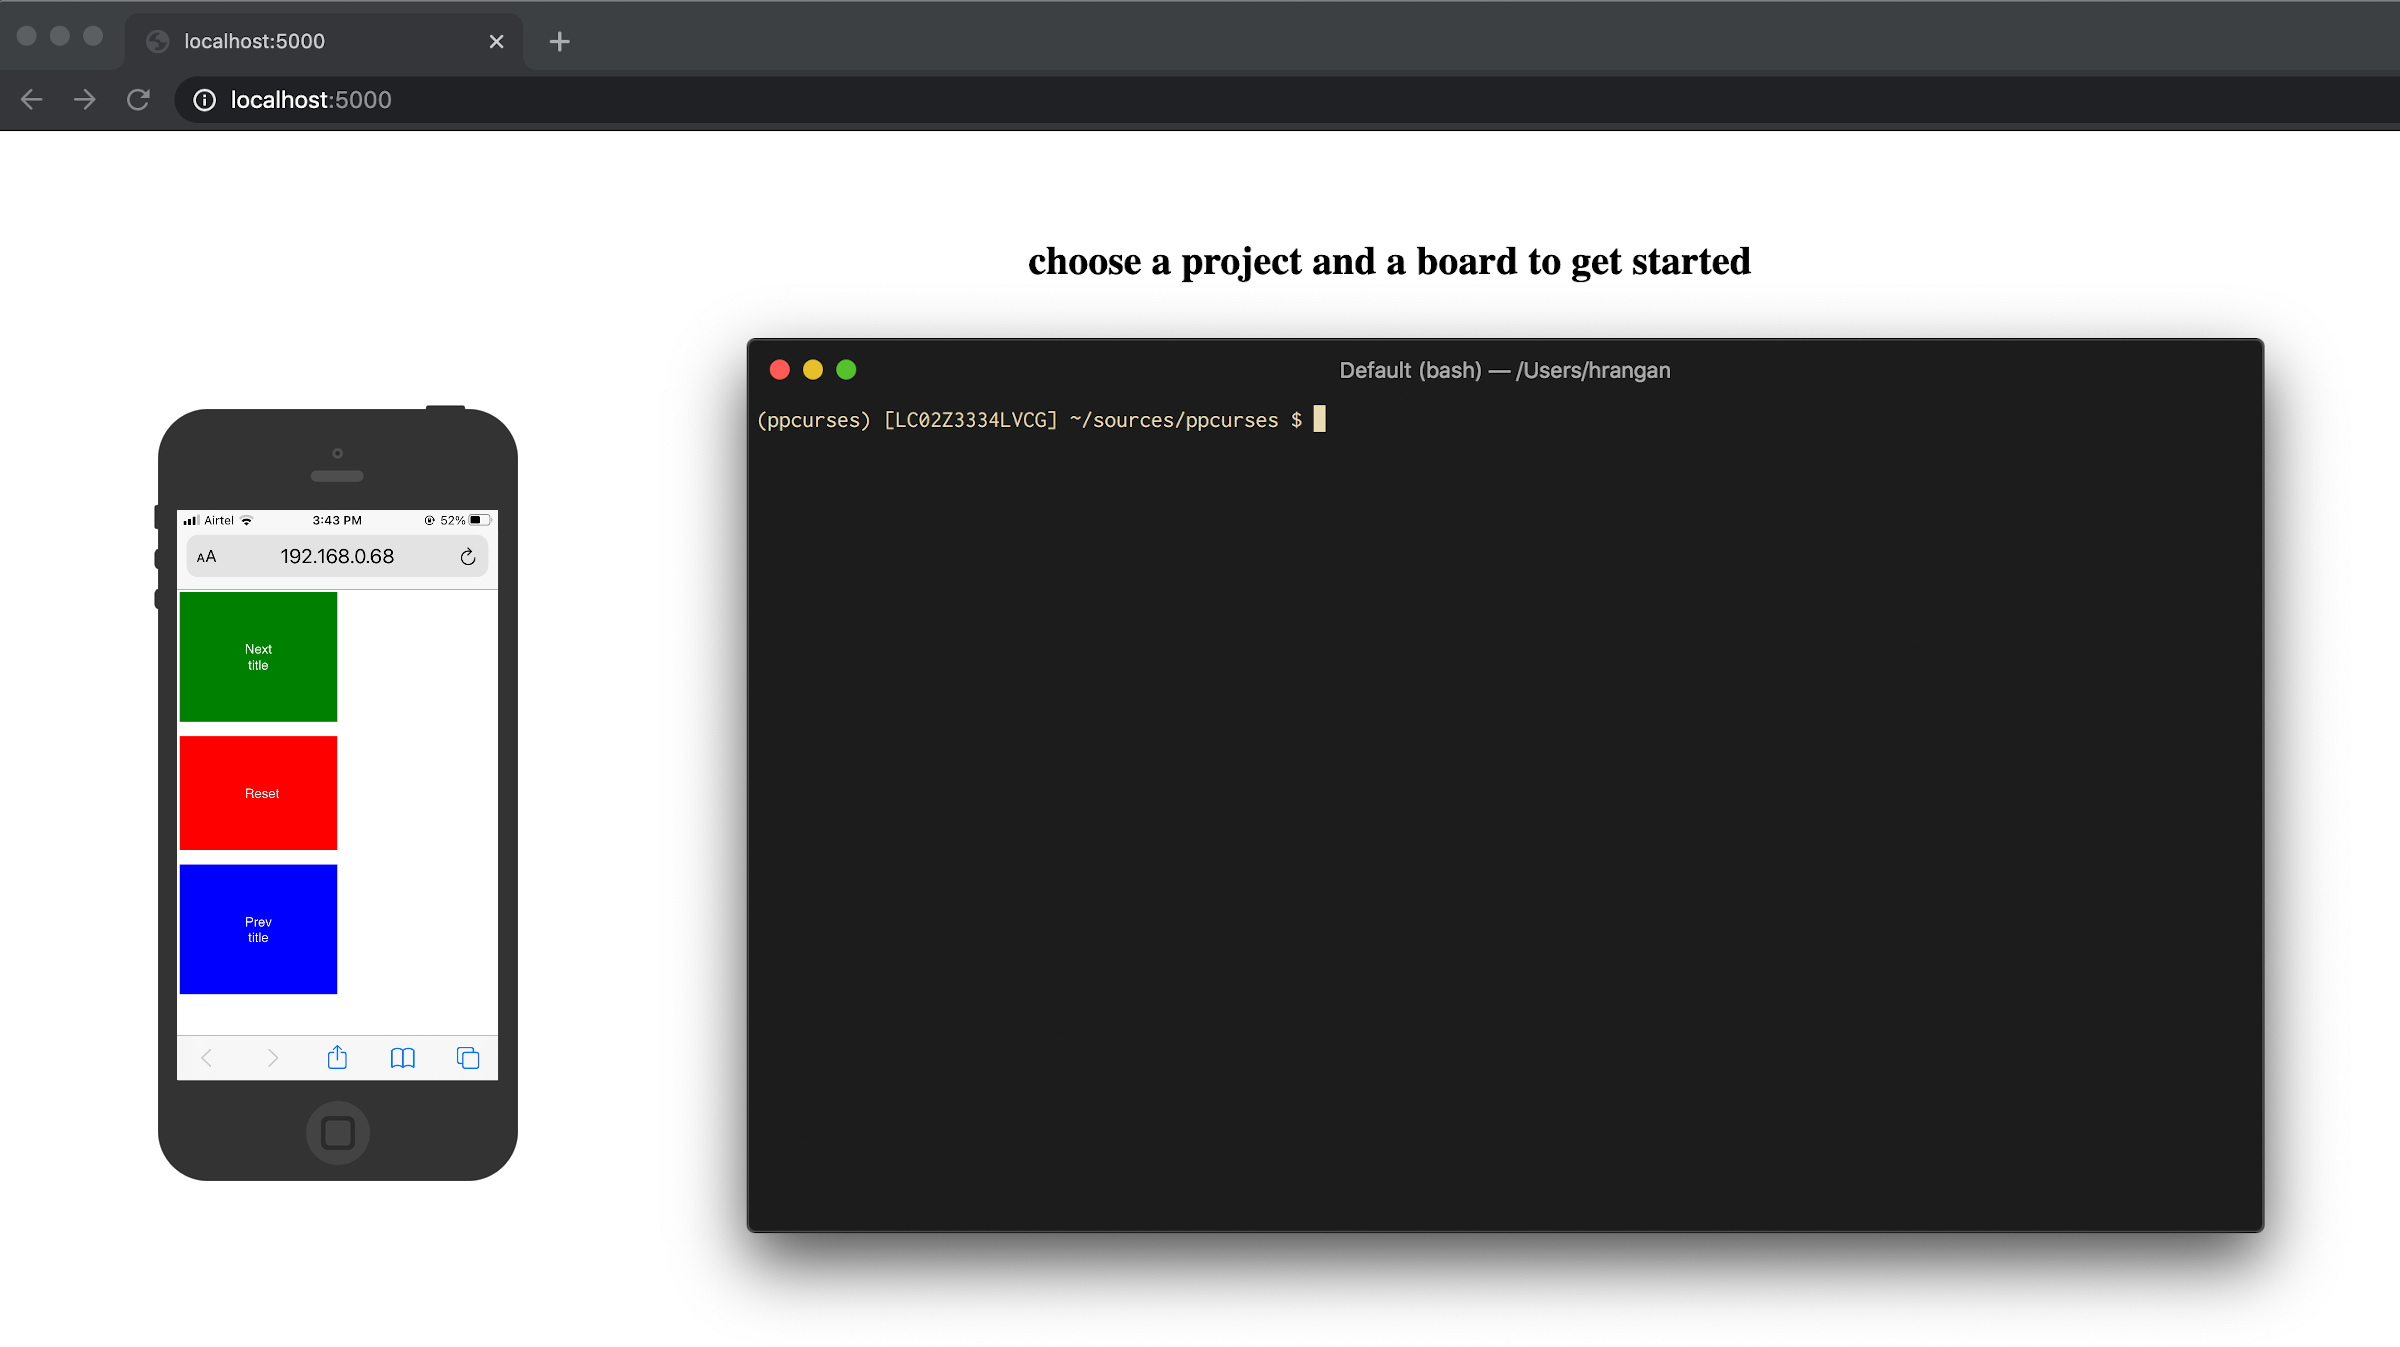 localhost:5000
localhost:5000
choose a project and a board to get started
Default (bash) — /Users/hrangan
(ppcurses) [LC02Z3334LVCG] ~/sources/ppcurses $
Airtel 3:43 PM 52%
AA 192.168.0.68
Next
title
Reset
Prev
title